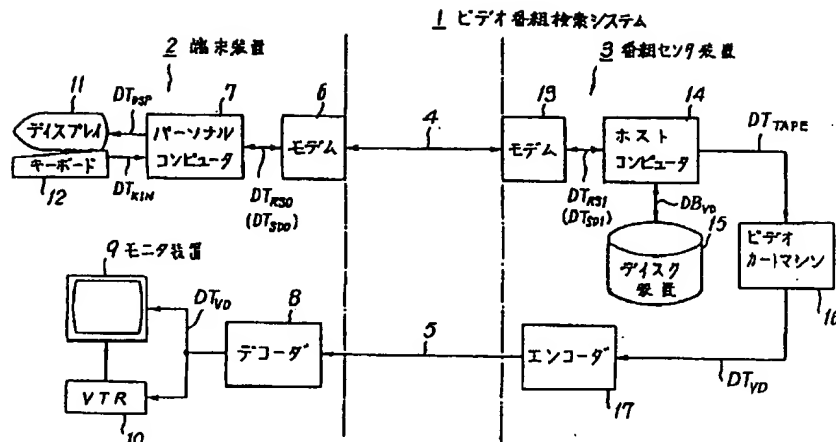 1 ビデオ番組検索システム
2 端末装置
3 番組センタ装置
11
ディスプレイ
キーボード
12
DT_DSP
DT_KIN
7
パーソナル
コンピュータ
DT_RS0
(DT_SD0)
6
モデム
4
13
モデム
DT_RS1
(DT_SD1)
14
ホスト
コンピュータ
DB_VD
15
ディスク
装置
DT_TAPE
ビデオ
カートマシン
16
9 モニタ装置
DT_VD
VTR
10
8
デコーダ
5
エンコーダ
17
DT_VD